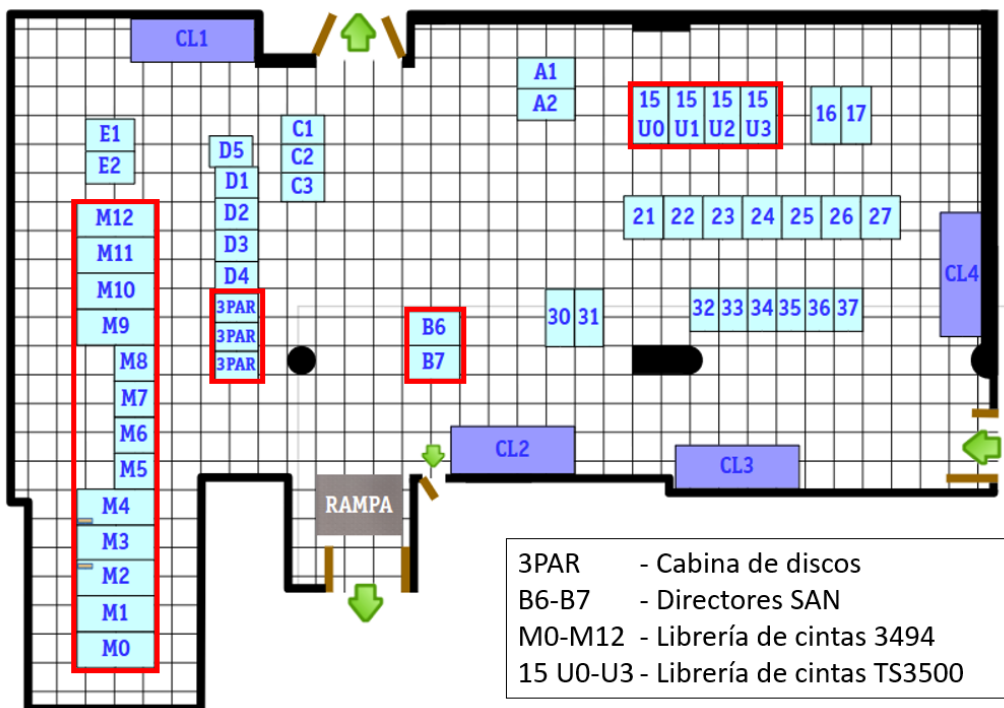 CL1
A1
A2
15 15 15 15
U0 U1 U2 U3
16 17
E1
E2
C1
C2
C3
D5
D1
D2
D3
D4
3PAR
3PAR
3PAR
M12
M11
M10
M9
M8
M7
M6
M5
M4
M3
M2
M1
M0
21 22 23 24 25 26 27
CL4
B6
B7
30 31
32 33 34 35 36 37
CL2
CL3
RAMPA
3PAR - Cabina de discos
B6-B7 - Directores SAN
M0-M12 - Librería de cintas 3494
15 U0-U3 - Librería de cintas TS3500